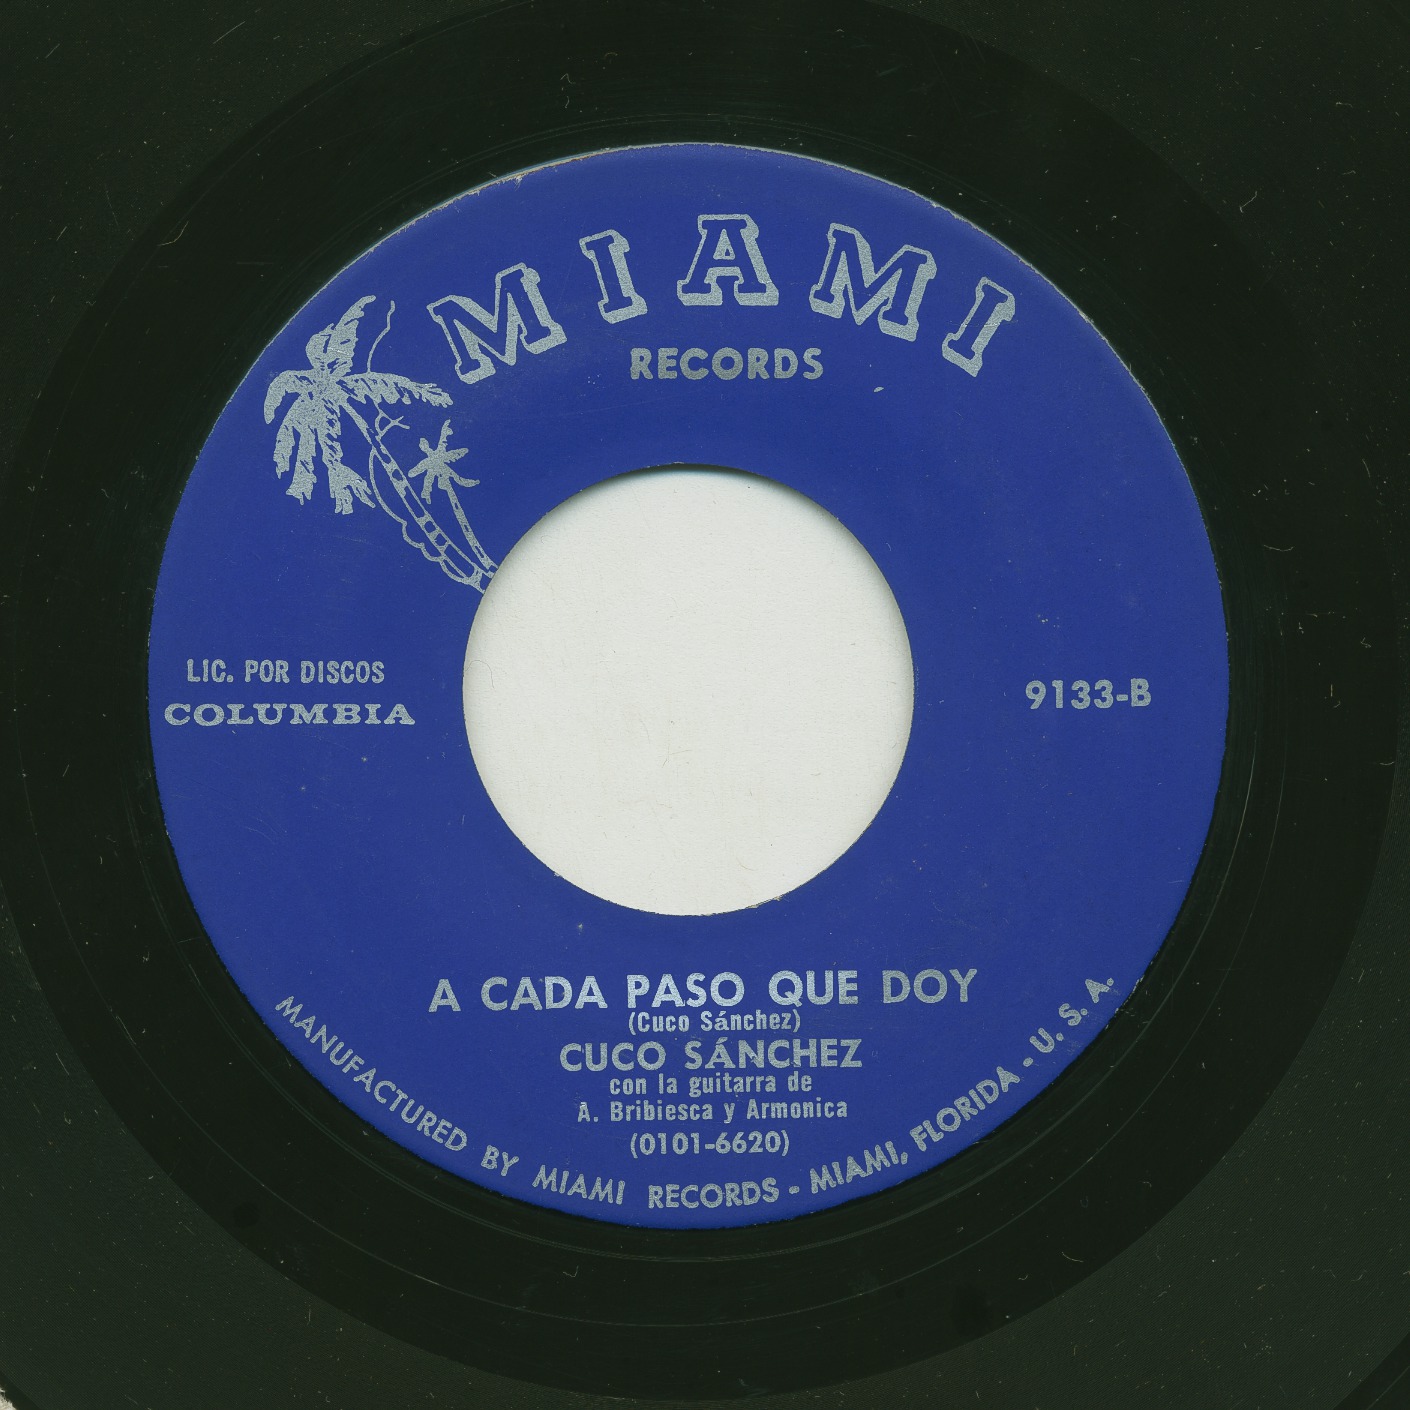 MIAMI
RECORDS
LIC. POR DISCOS
COLUMBIA
9133-B
A CADA PASO QUE DOY
(Cuco Sánchez)
CUCO SÁNCHEZ
con la guitarra de
A. Bribiesca y Armonica
(0101-6620)
MANUFACTURED BY MIAMI RECORDS - MIAMI, FLORIDA - U. S. A.